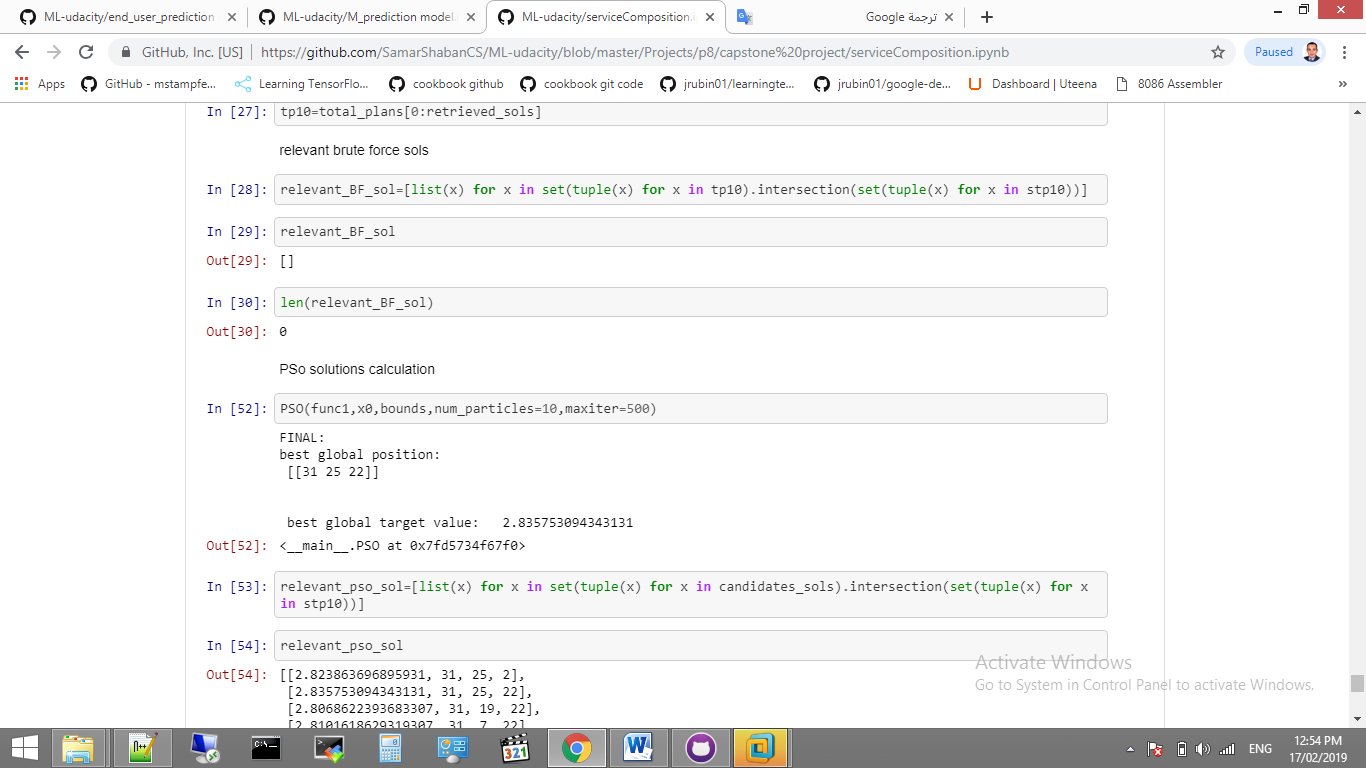 ML-udacity/end_user_prediction
ML-udacity/M_prediction model.
ML-udacity/serviceComposition.i
ترجمة Google
GitHub, Inc. [US]
https://github.com/SamarShabanCS/ML-udacity/blob/master/Projects/p8/capstone%20project/serviceComposition.ipynb
Paused
Apps
GitHub - mstampfe...
Learning TensorFlo...
cookbook github
cookbook git code
jrubin01/learningte...
jrubin01/google-de...
Dashboard | Uteena
8086 Assembler
»
In [27]: tp10=total_plans[0:retrieved_sols]
relevant brute force sols
In [28]: relevant_BF_sol=[list(x) for x in set(tuple(x) for x in tp10).intersection(set(tuple(x) for x in stp10))]
In [29]: relevant_BF_sol
Out[29]: []
In [30]: len(relevant_BF_sol)
Out[30]: 0
PSo solutions calculation
In [52]: PSO(func1,x0,bounds,num_particles=10,maxiter=500)
FINAL:
best global position:
[[31 25 22]]
best global target value: 2.835753094343131
Out[52]: <__main__.PSO at 0x7fd5734f67f0>
In [53]: relevant_pso_sol=[list(x) for x in set(tuple(x) for x in candidates_sols).intersection(set(tuple(x) for x
in stp10))]
In [54]: relevant_pso_sol
Out[54]: [[2.823863696895931, 31, 25, 2],
[2.835753094343131, 31, 25, 22],
[2.8068622393683307, 31, 19, 22],
[2.8101618629319307, 31, 7, 22],
Activate Windows
Go to System in Control Panel to activate Windows.
ENG
12:54 PM
17/02/2019